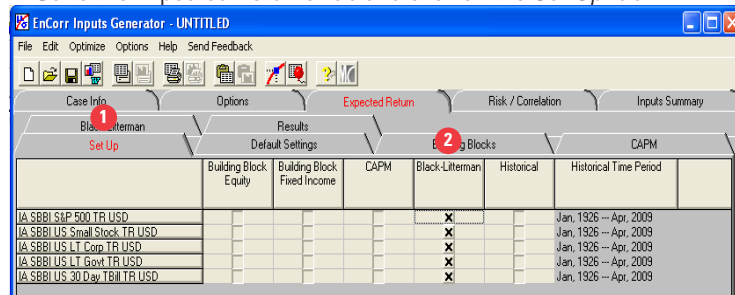 EnCorr Inputs Generator - UNTITLED
File Edit Optimize Options Help Send Feedback
Case Info Options Expected Return Risk / Correlation Inputs Summary
1
Black-Litterman Results
2
Set Up Default Settings Blocks CAPM
Building Block Equity Building Block Fixed Income CAPM Black-Litterman Historical Historical Time Period
IA SBBI S&P 500 TR USD Jan, 1926 --- Apr, 2009
IA SBBI US Small Stock TR USD Jan, 1926 --- Apr, 2009
IA SBBI US LT Corp TR USD Jan, 1926 --- Apr, 2009
IA SBBI US LT Govt TR USD Jan, 1926 --- Apr, 2009
IA SBBI US 30 Day TBill TR USD Jan, 1926 --- Apr, 2009